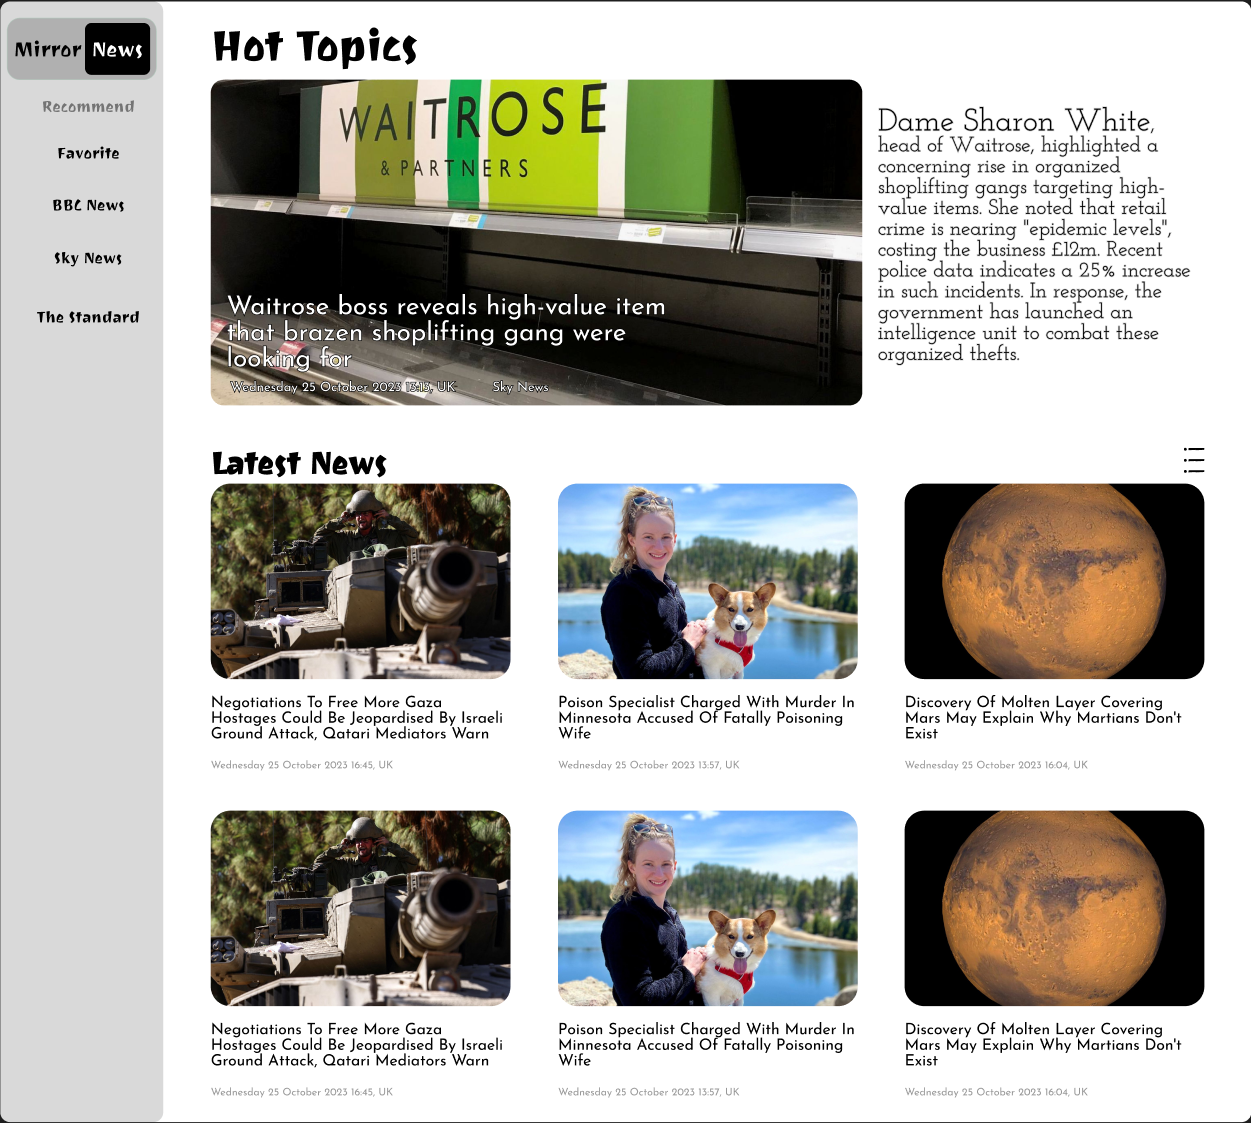 Mirror News
Recommend
Favorite
BBC News
Sky News
The Standard
Hot Topics
WAITROSE
& PARTNERS
Waitrose boss reveals high-value item
that brazen shoplifting gang were
looking for
Wednesday 25 October 2023 13:13, UK
Sky News
Dame Sharon White,
head of Waitrose, highlighted a
concerning rise in organized
shoplifting gangs targeting high-
value items. She noted that retail
crime is nearing "epidemic levels",
costing the business £12m. Recent
police data indicates a 25% increase
in such incidents. In response, the
government has launched an
intelligence unit to combat these
organized thefts.
Latest News
Negotiations To Free More Gaza
Hostages Could Be Jeopardised By Israeli
Ground Attack, Qatari Mediators Warn
Wednesday 25 October 2023 16:45, UK
Poison Specialist Charged With Murder In
Minnesota Accused Of Fatally Poisoning
Wife
Wednesday 25 October 2023 13:57, UK
Discovery Of Molten Layer Covering
Mars May Explain Why Martians Don't
Exist
Wednesday 25 October 2023 16:04, UK
Negotiations To Free More Gaza
Hostages Could Be Jeopardised By Israeli
Ground Attack, Qatari Mediators Warn
Wednesday 25 October 2023 16:45, UK
Poison Specialist Charged With Murder In
Minnesota Accused Of Fatally Poisoning
Wife
Wednesday 25 October 2023 13:57, UK
Discovery Of Molten Layer Covering
Mars May Explain Why Martians Don't
Exist
Wednesday 25 October 2023 16:04, UK